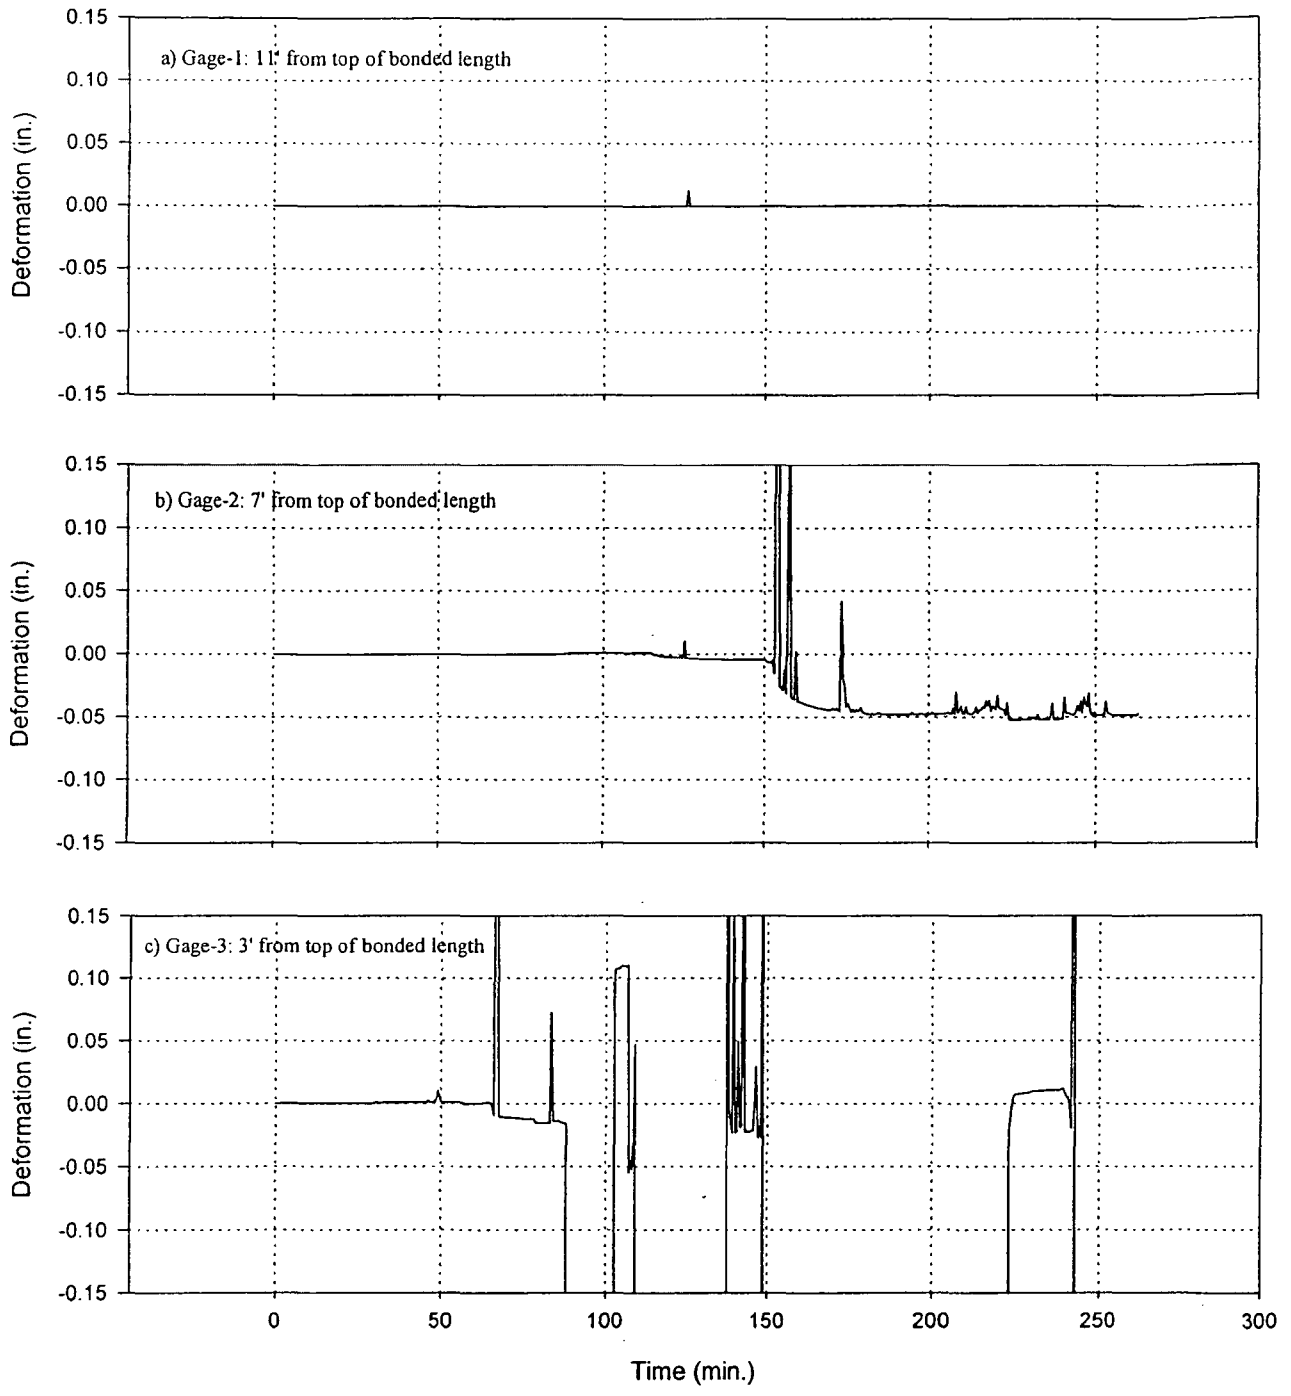 0.15
a) Gage-1: 11' from top of bonded length
0.10
0.05
0.00
-0.05
-0.10
-0.15
Deformation (in.)
0.15
b) Gage-2: 7' from top of bonded length
0.10
0.05
0.00
-0.05
-0.10
-0.15
Deformation (in.)
0.15
c) Gage-3: 3' from top of bonded length
0.10
0.05
0.00
-0.05
-0.10
-0.15
Deformation (in.)
0 50 100 150 200 250 300
Time (min.)